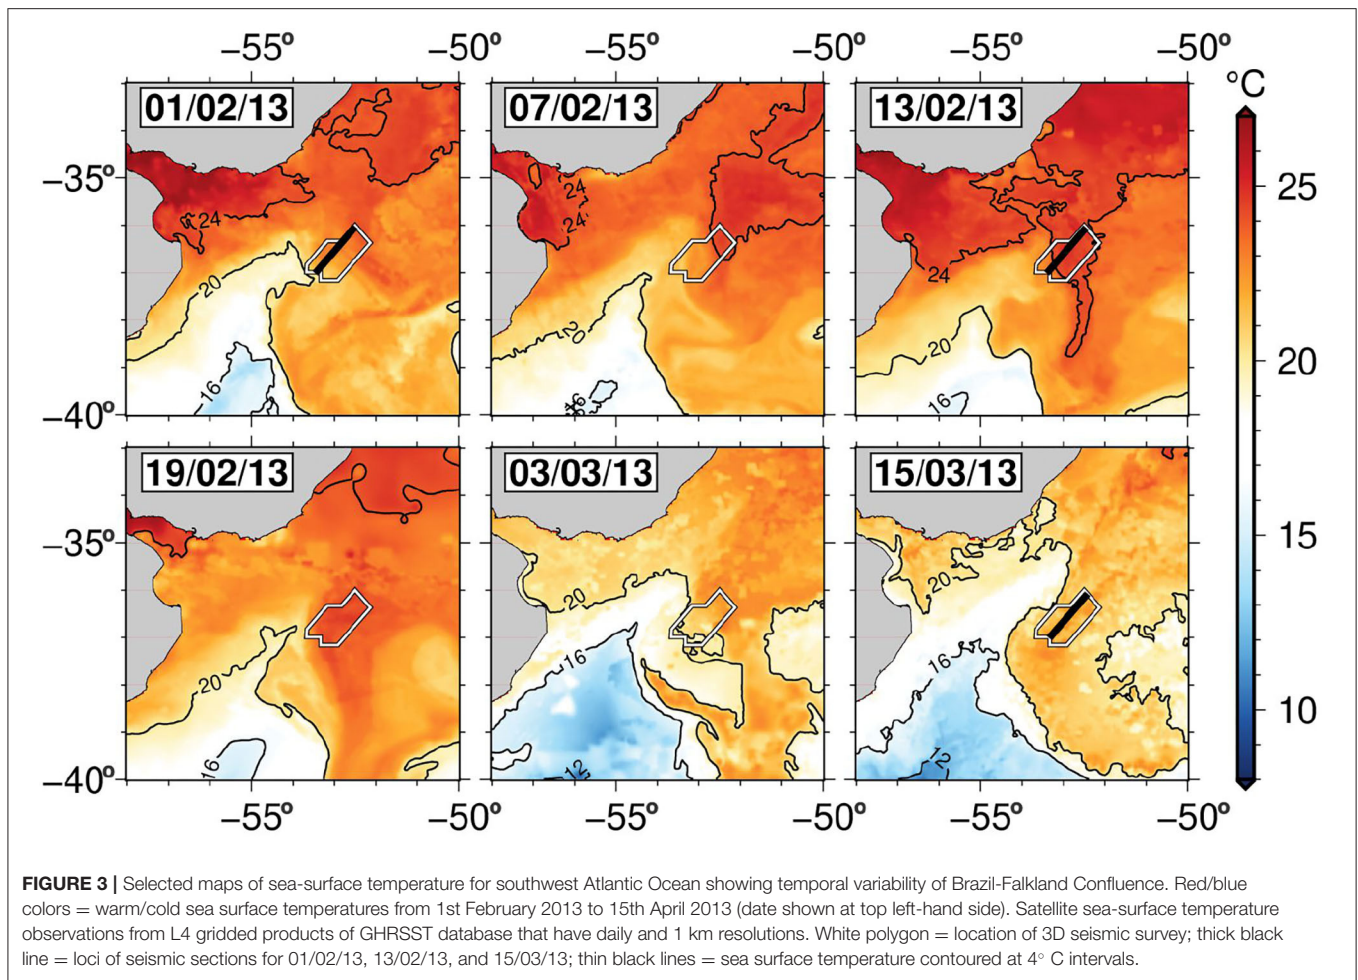 −55º −50º −55º −50º −55º −50º
ºC
01/02/13 07/02/13 13/02/13
−35º
24 24 24 24
20 20 20
16 16 16
−40º
25
20
15
10
19/02/13 03/03/13 15/03/13
−35º
20 20 20
16 16 16
12 12
−40º
−55º −50º −55º −50º −55º −50º
FIGURE 3 | Selected maps of sea-surface temperature for southwest Atlantic Ocean showing temporal variability of Brazil-Falkland Confluence. Red/blue
colors = warm/cold sea surface temperatures from 1st February 2013 to 15th April 2013 (date shown at top left-hand side). Satellite sea-surface temperature
observations from L4 gridded products of GHRSST database that have daily and 1 km resolutions. White polygon = location of 3D seismic survey; thick black
line = loci of seismic sections for 01/02/13, 13/02/13, and 15/03/13; thin black lines = sea surface temperature contoured at 4° C intervals.